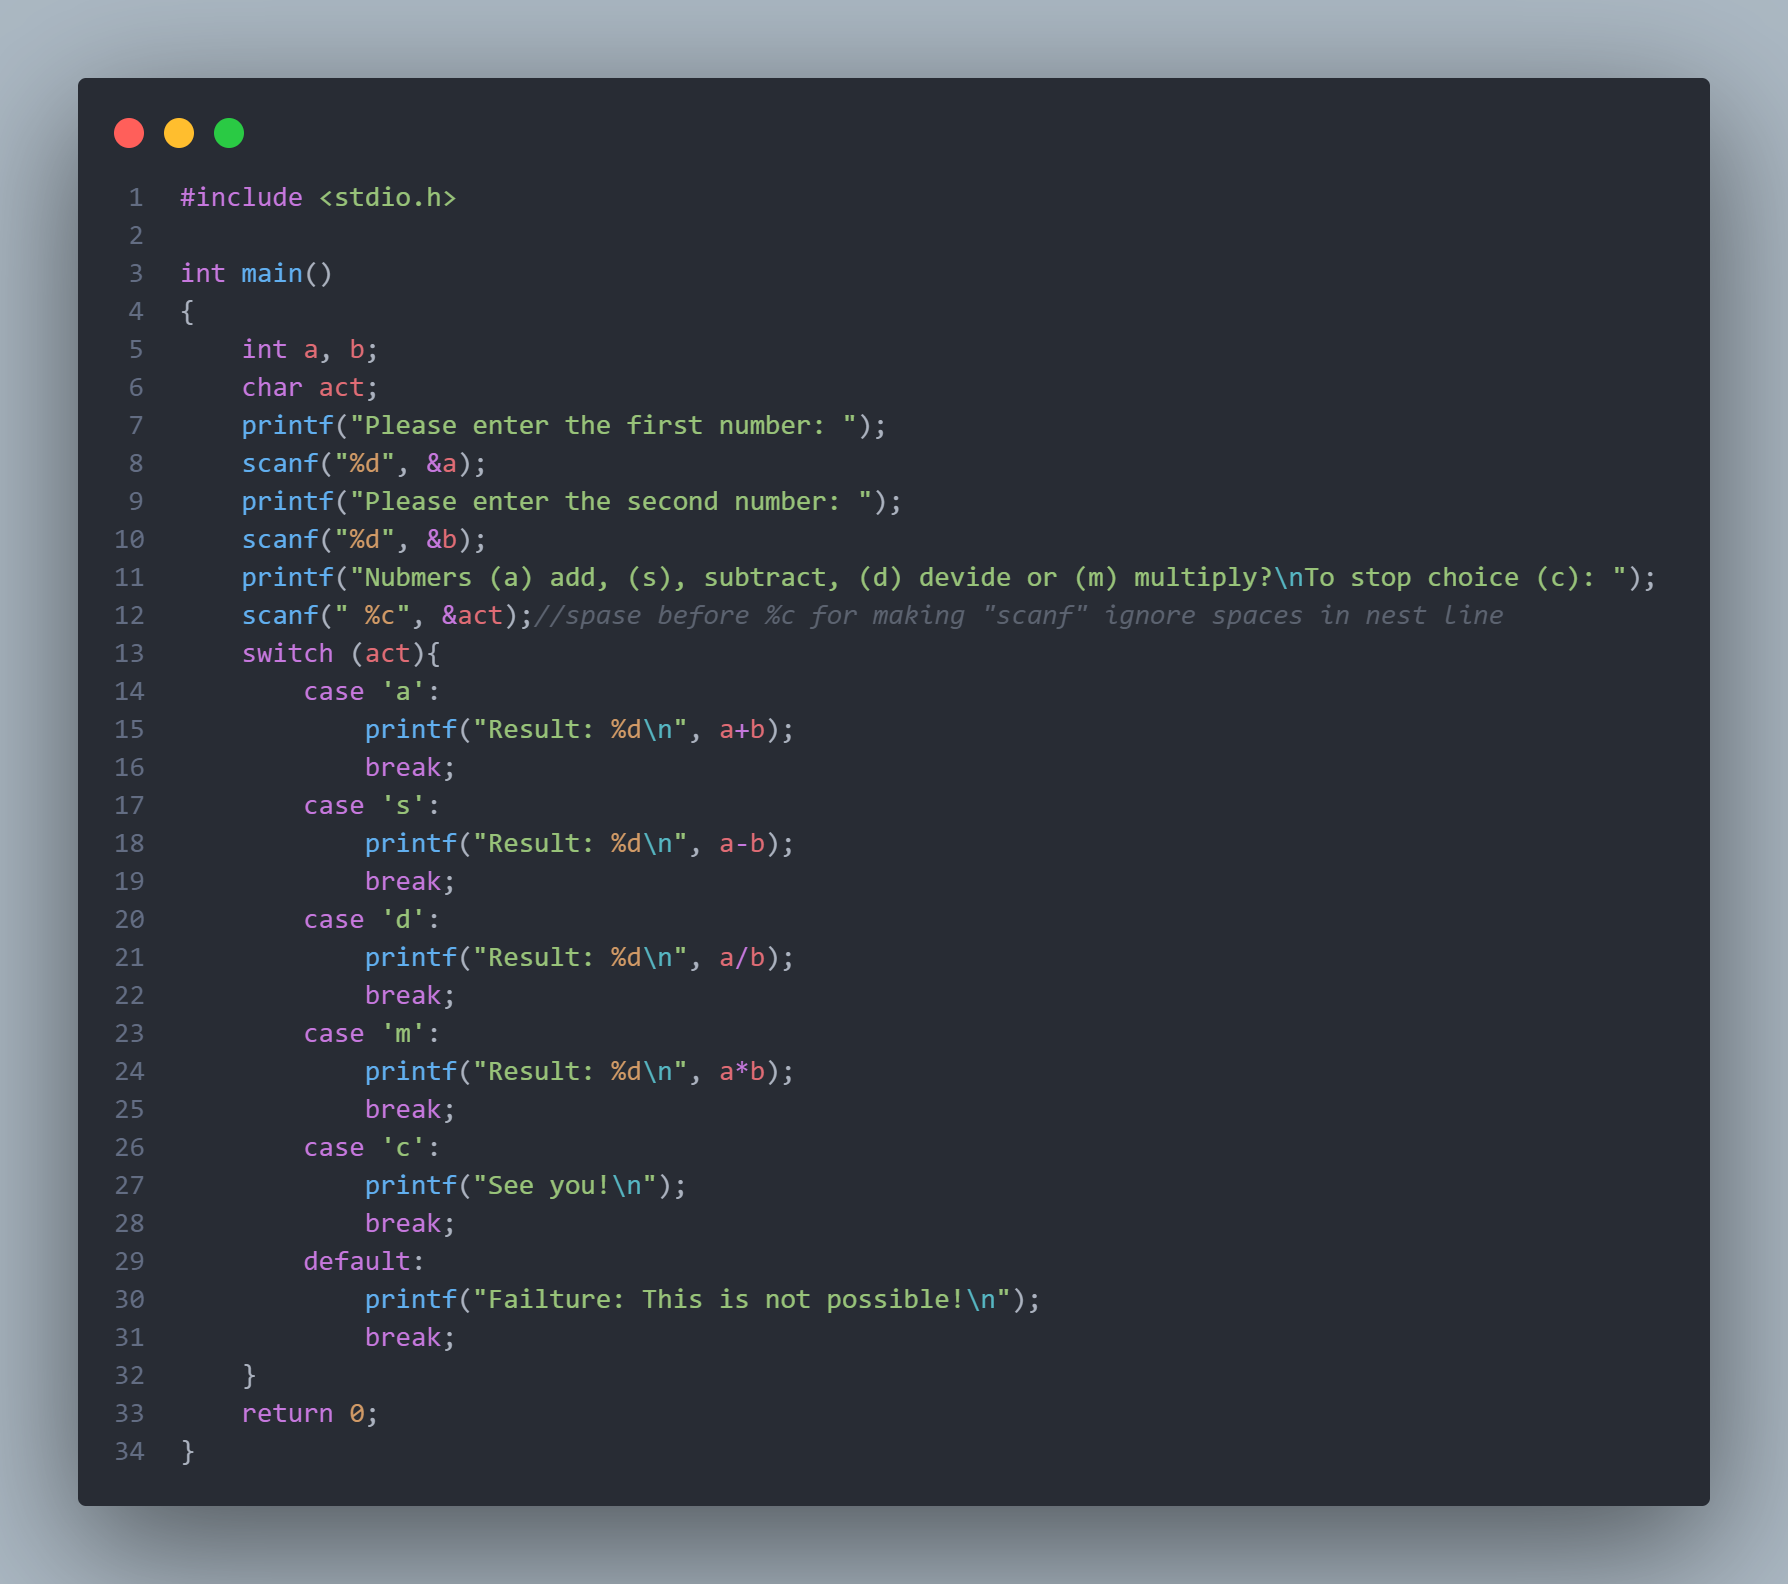 1 #include <stdio.h>
2
3 int main()
4 {
5     int a, b;
6     char act;
7     printf("Please enter the first number: ");
8     scanf("%d", &a);
9     printf("Please enter the second number: ");
10     scanf("%d", &b);
11     printf("Nubmers (a) add, (s), subtract, (d) devide or (m) multiply?\nTo stop choice (c): ");
12     scanf(" %c", &act);//spase before %c for making "scanf" ignore spaces in nest line
13     switch (act){
14         case 'a':
15             printf("Result: %d\n", a+b);
16             break;
17         case 's':
18             printf("Result: %d\n", a-b);
19             break;
20         case 'd':
21             printf("Result: %d\n", a/b);
22             break;
23         case 'm':
24             printf("Result: %d\n", a*b);
25             break;
26         case 'c':
27             printf("See you!\n");
28             break;
29         default:
30             printf("Failture: This is not possible!\n");
31             break;
32     }
33     return 0;
34 }